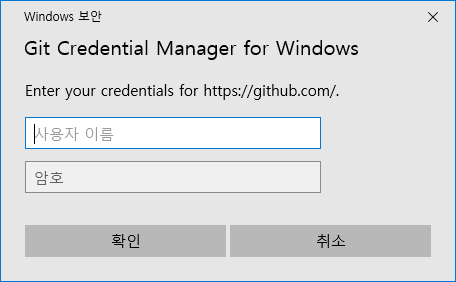 Windows 보안
Git Credential Manager for Windows
Enter your credentials for https://github.com/.
사용자 이름
암호
확인
취소